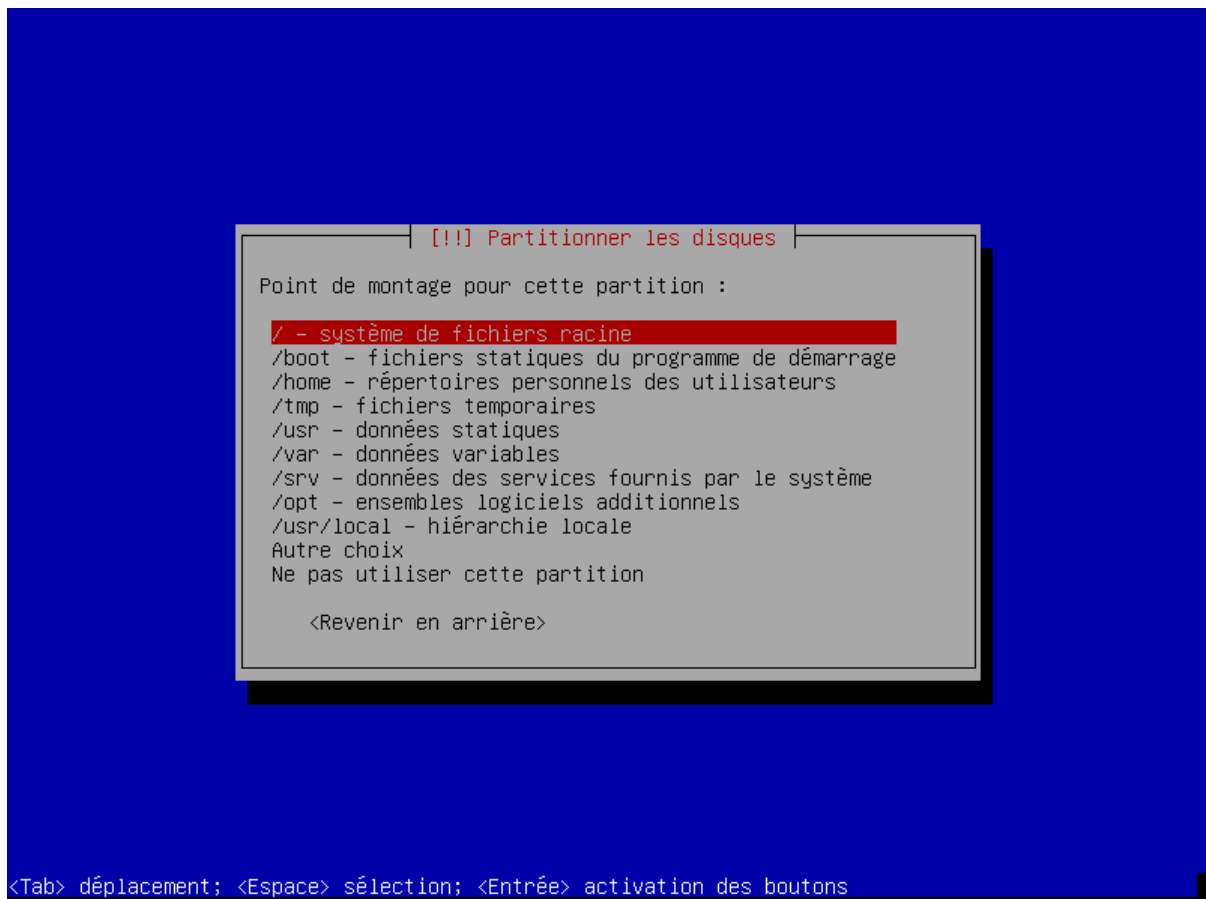 [!!] Partitionner les disques
Point de montage pour cette partition :
/ – système de fichiers racine
/boot – fichiers statiques du programme de démarrage
/home – répertoires personnels des utilisateurs
/tmp – fichiers temporaires
/usr – données statiques
/var – données variables
/srv – données des services fournis par le système
/opt – ensembles logiciels additionnels
/usr/local – hiérarchie locale
Autre choix
Ne pas utiliser cette partition
<Revenir en arrière>
<Tab> déplacement; <Espace> sélection; <Entrée> activation des boutons